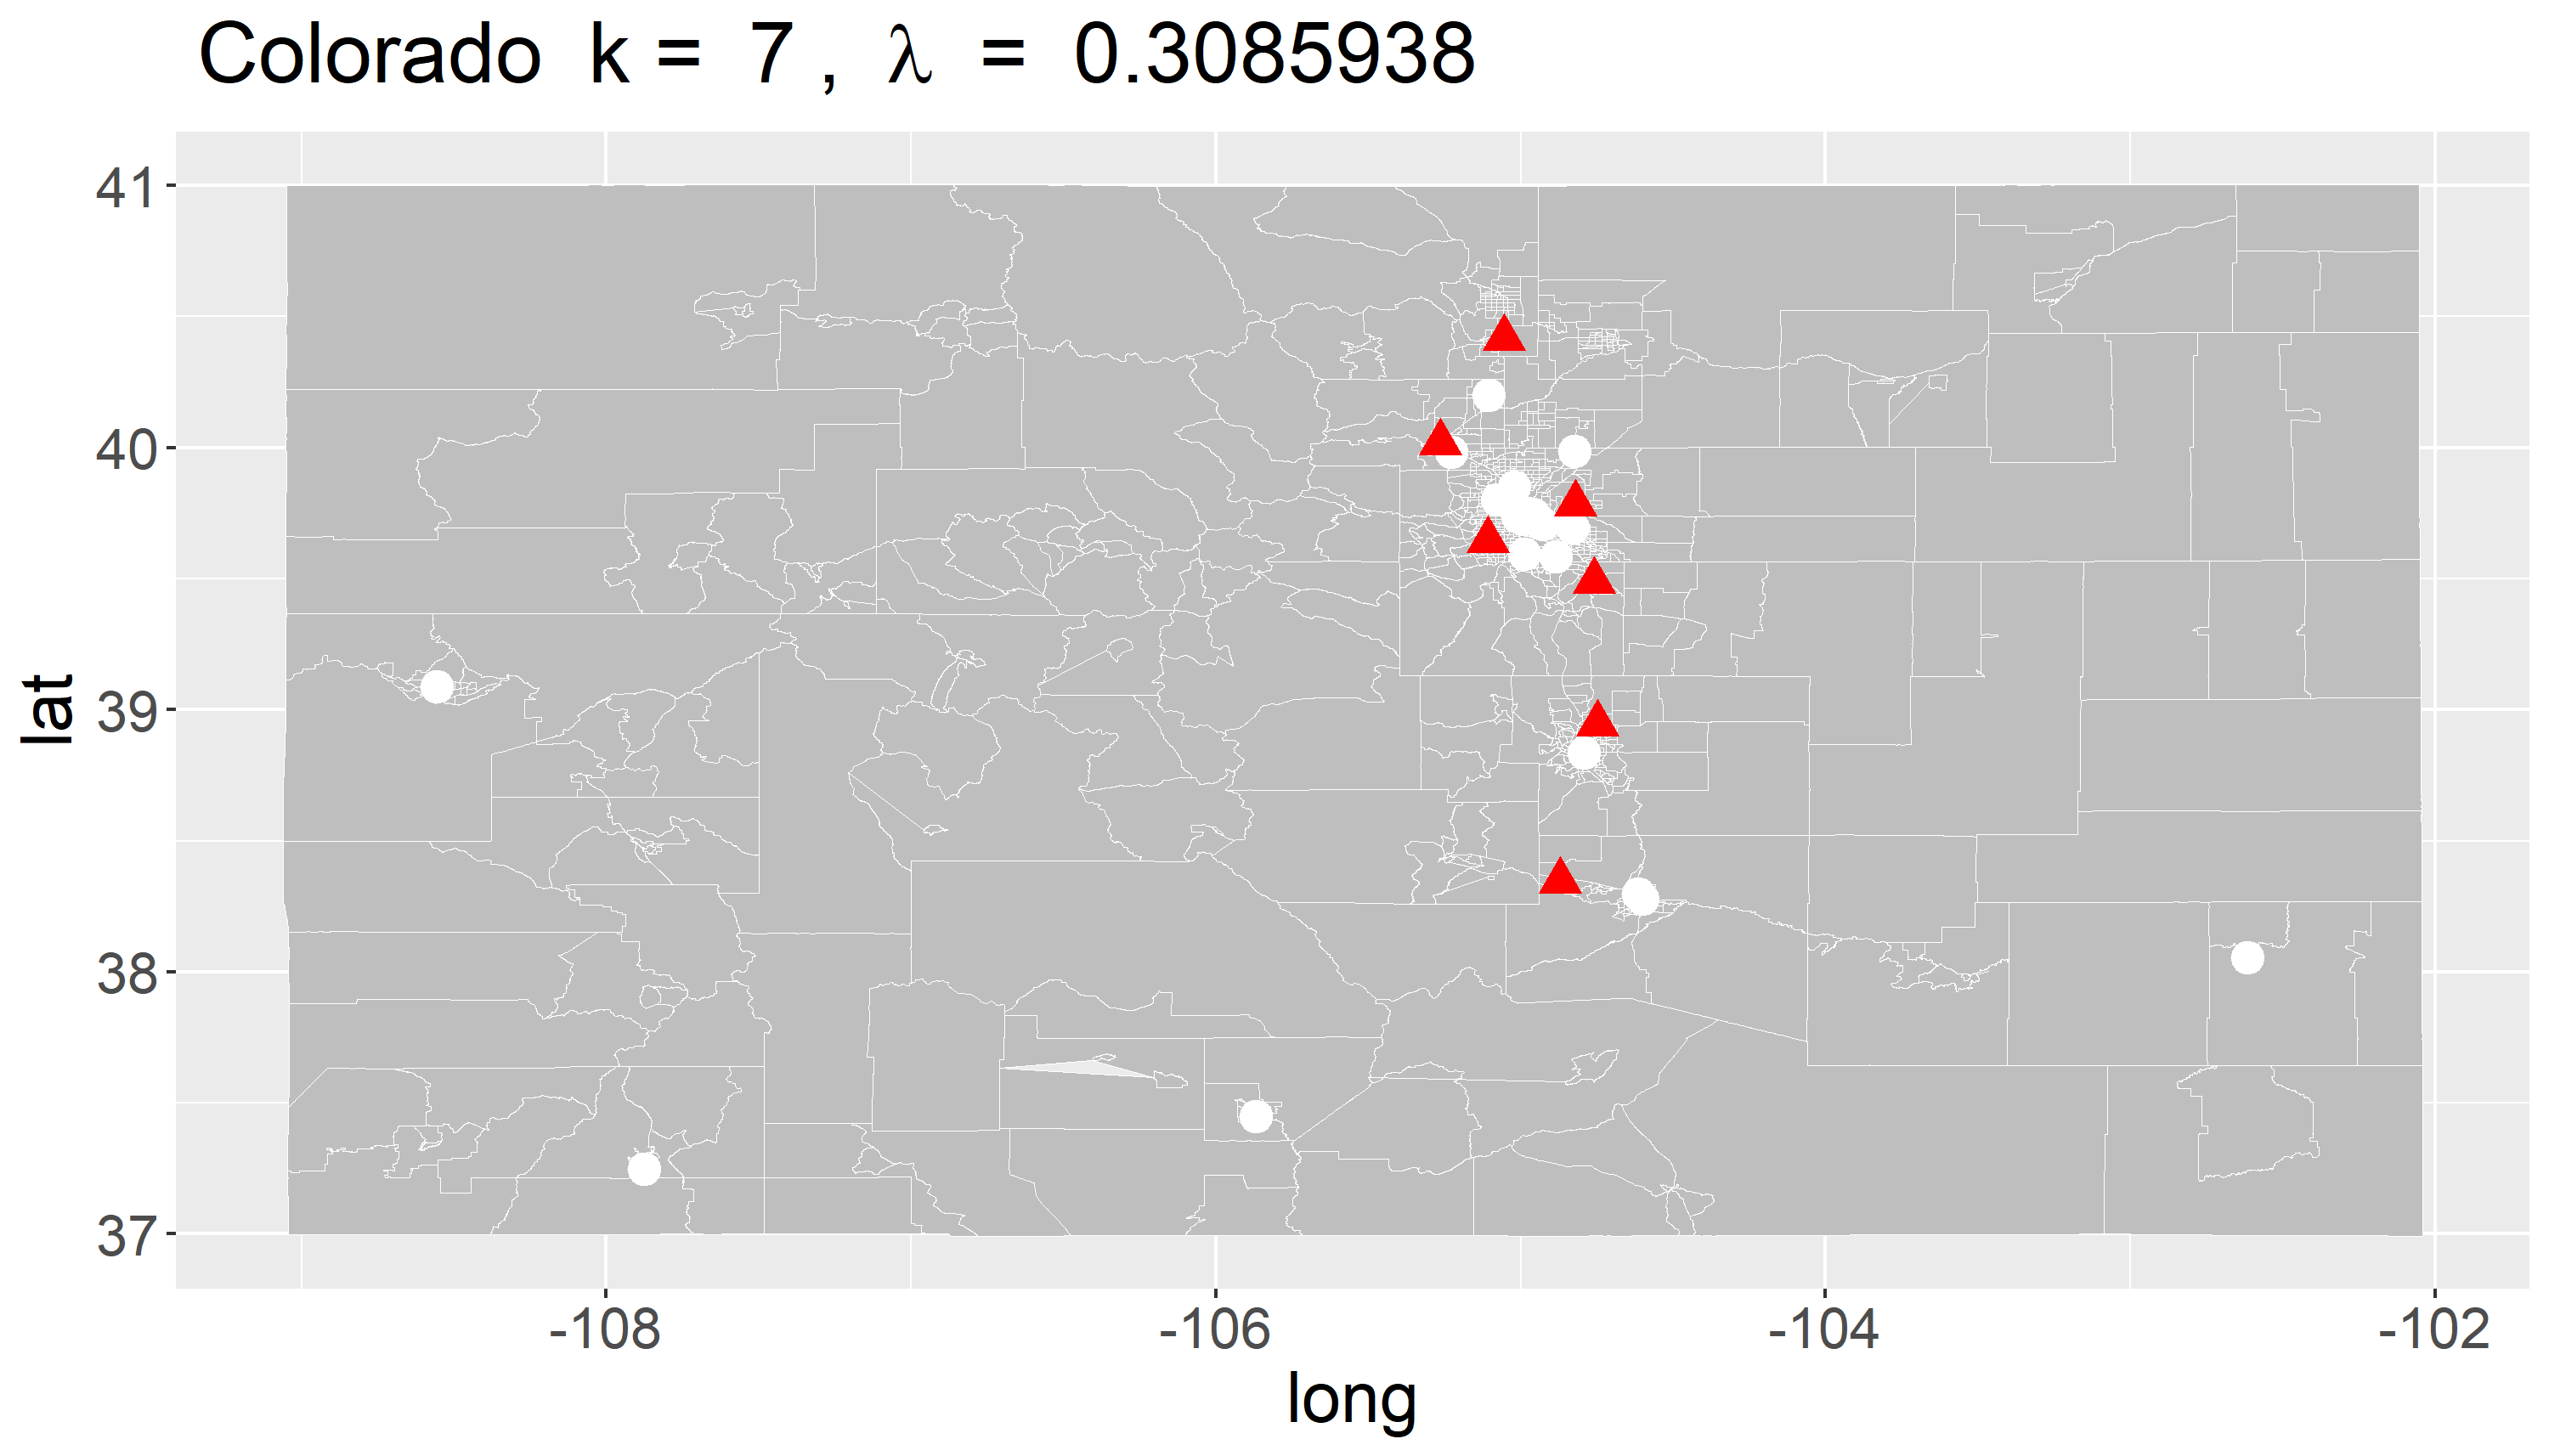 Colorado k = 7 , λ = 0.3085938
41
40
39
38
37
lat
-108 -106 -104 -102
long